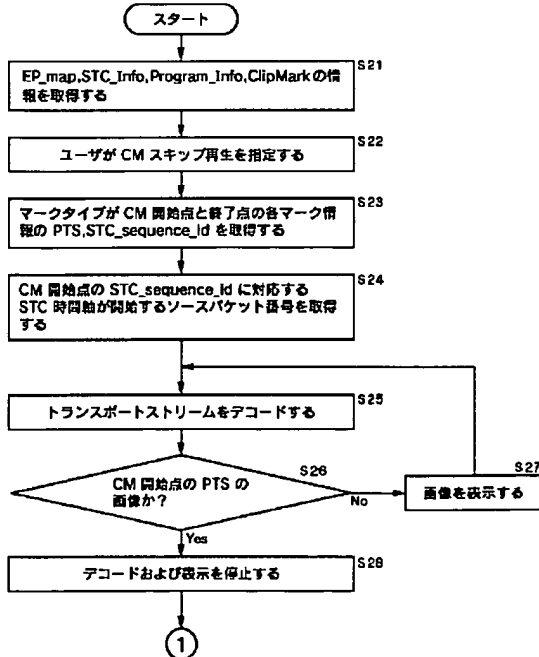 スタート
S21
EP_map,STC_Info,Program_Info,ClipMarkの情
報を取得する
S22
ユーザが CM スキップ再生を指定する
S23
マークタイプが CM 開始点と終了点の各マーク情
報の PTS,STC_sequence_id を取得する
S24
CM 開始点の STC_sequence_id に対応する
STC 時間軸が開始するソースパケット番号を取得
する
S25
トランスポートストリームをデコードする
S26
CM 開始点の PTS の
画像か?
No
S27
画像を表示する
Yes
S28
デコードおよび表示を停止する
1